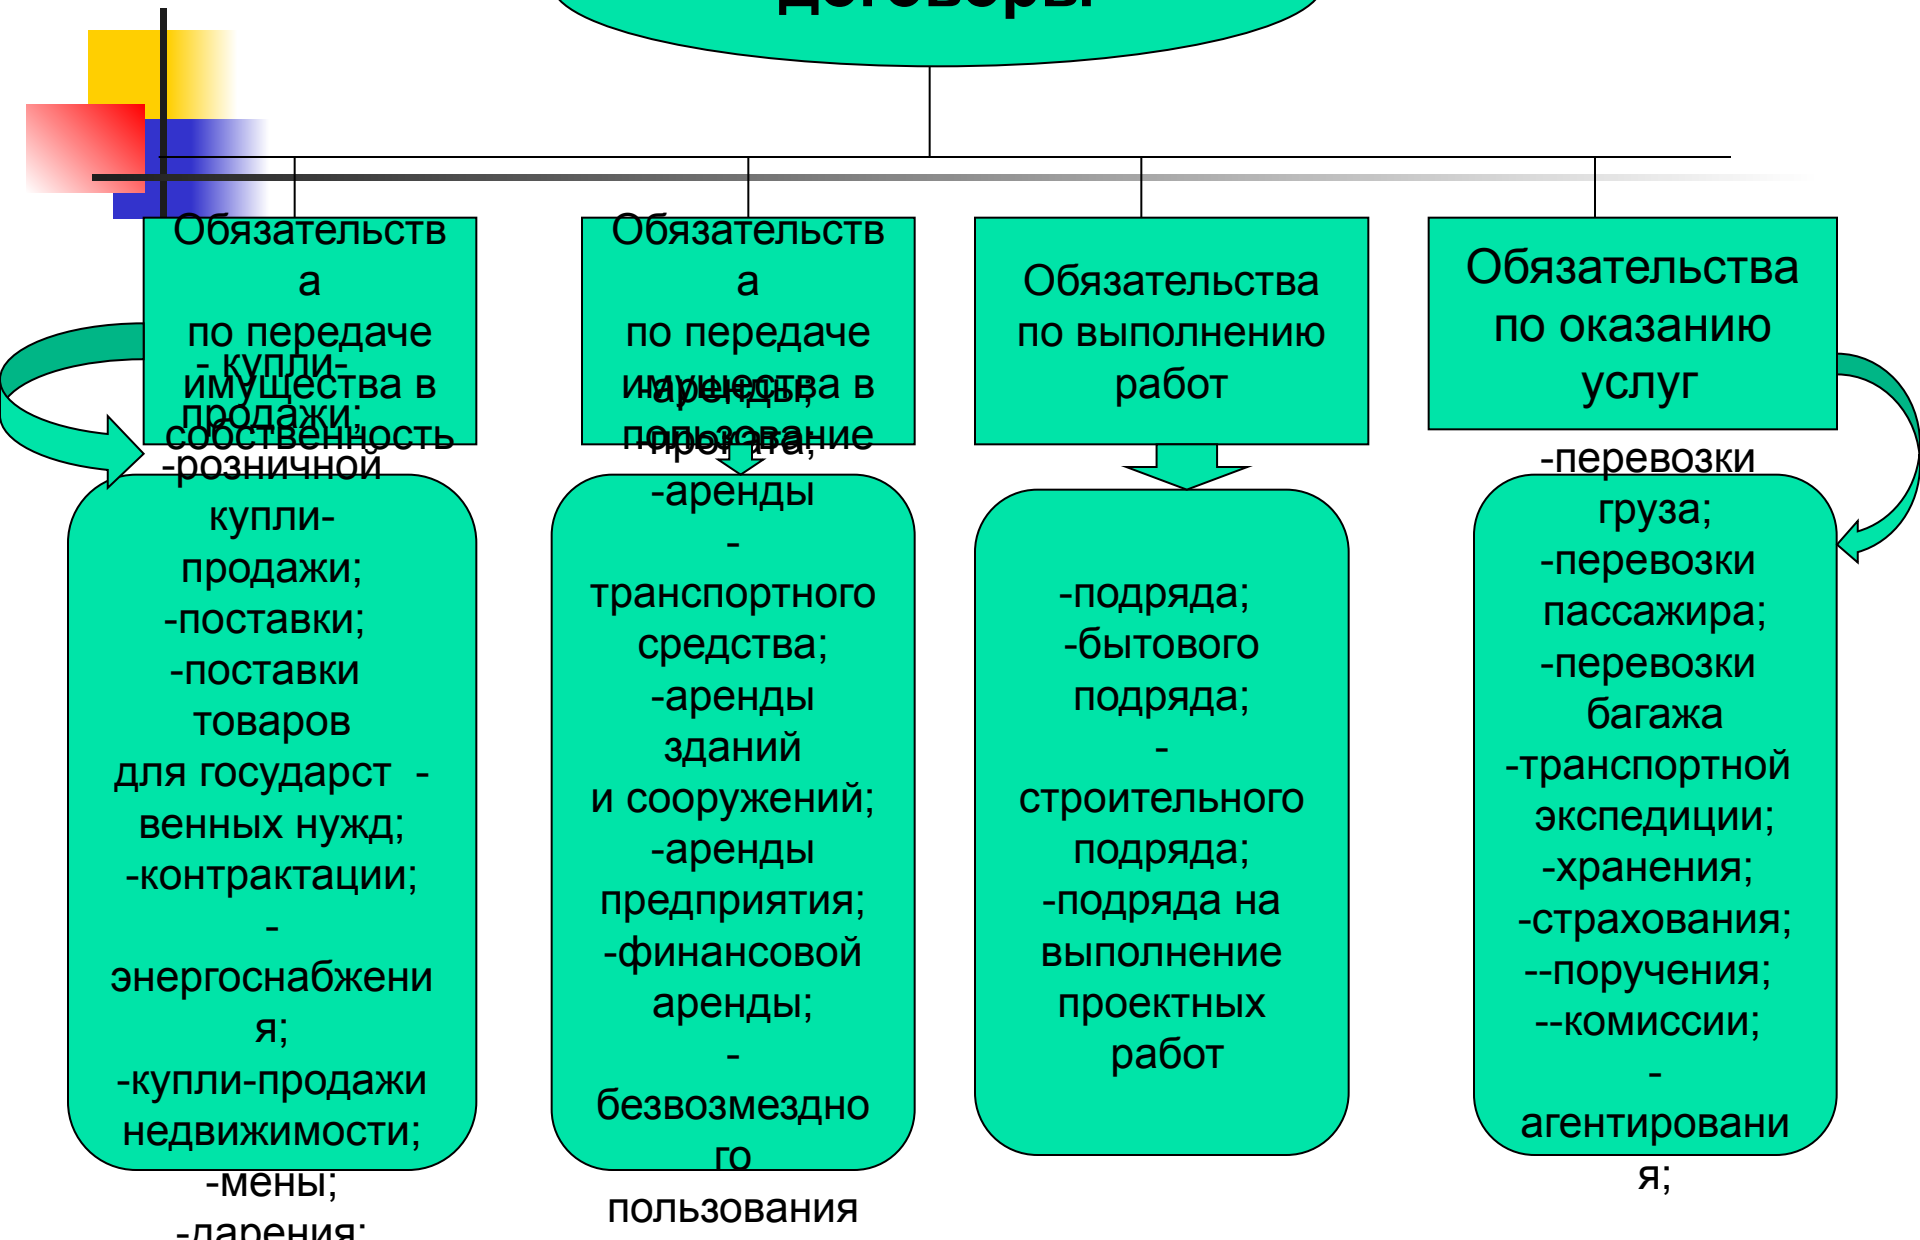 договоры
Обязательств
а
по передаче
имущества в
собственность
- купли-
продажи;
-розничной
купли-
продажи;
-поставки;
-поставки
товаров
для государст -
венных нужд;
-контрактации;
-
энергоснабжени
я;
-купли-продажи
недвижимости;
-мены;
-дарения;
Обязательств
а
по передаче
имущества в
пользование
-аренды;
-проката;
-аренды
-
транспортного
средства;
-аренды
зданий
и сооружений;
-аренды
предприятия;
-финансовой
аренды;
-
безвозмездно
го
пользования
Обязательства
по выполнению
работ
-подряда;
-бытового
подряда;
-
строительного
подряда;
-подряда на
выполнение
проектных
работ
Обязательства
по оказанию
услуг
-перевозки
груза;
-перевозки
пассажира;
-перевозки
багажа
-транспортной
экспедиции;
-хранения;
-страхования;
--поручения;
--комиссии;
-
агентировани
я;